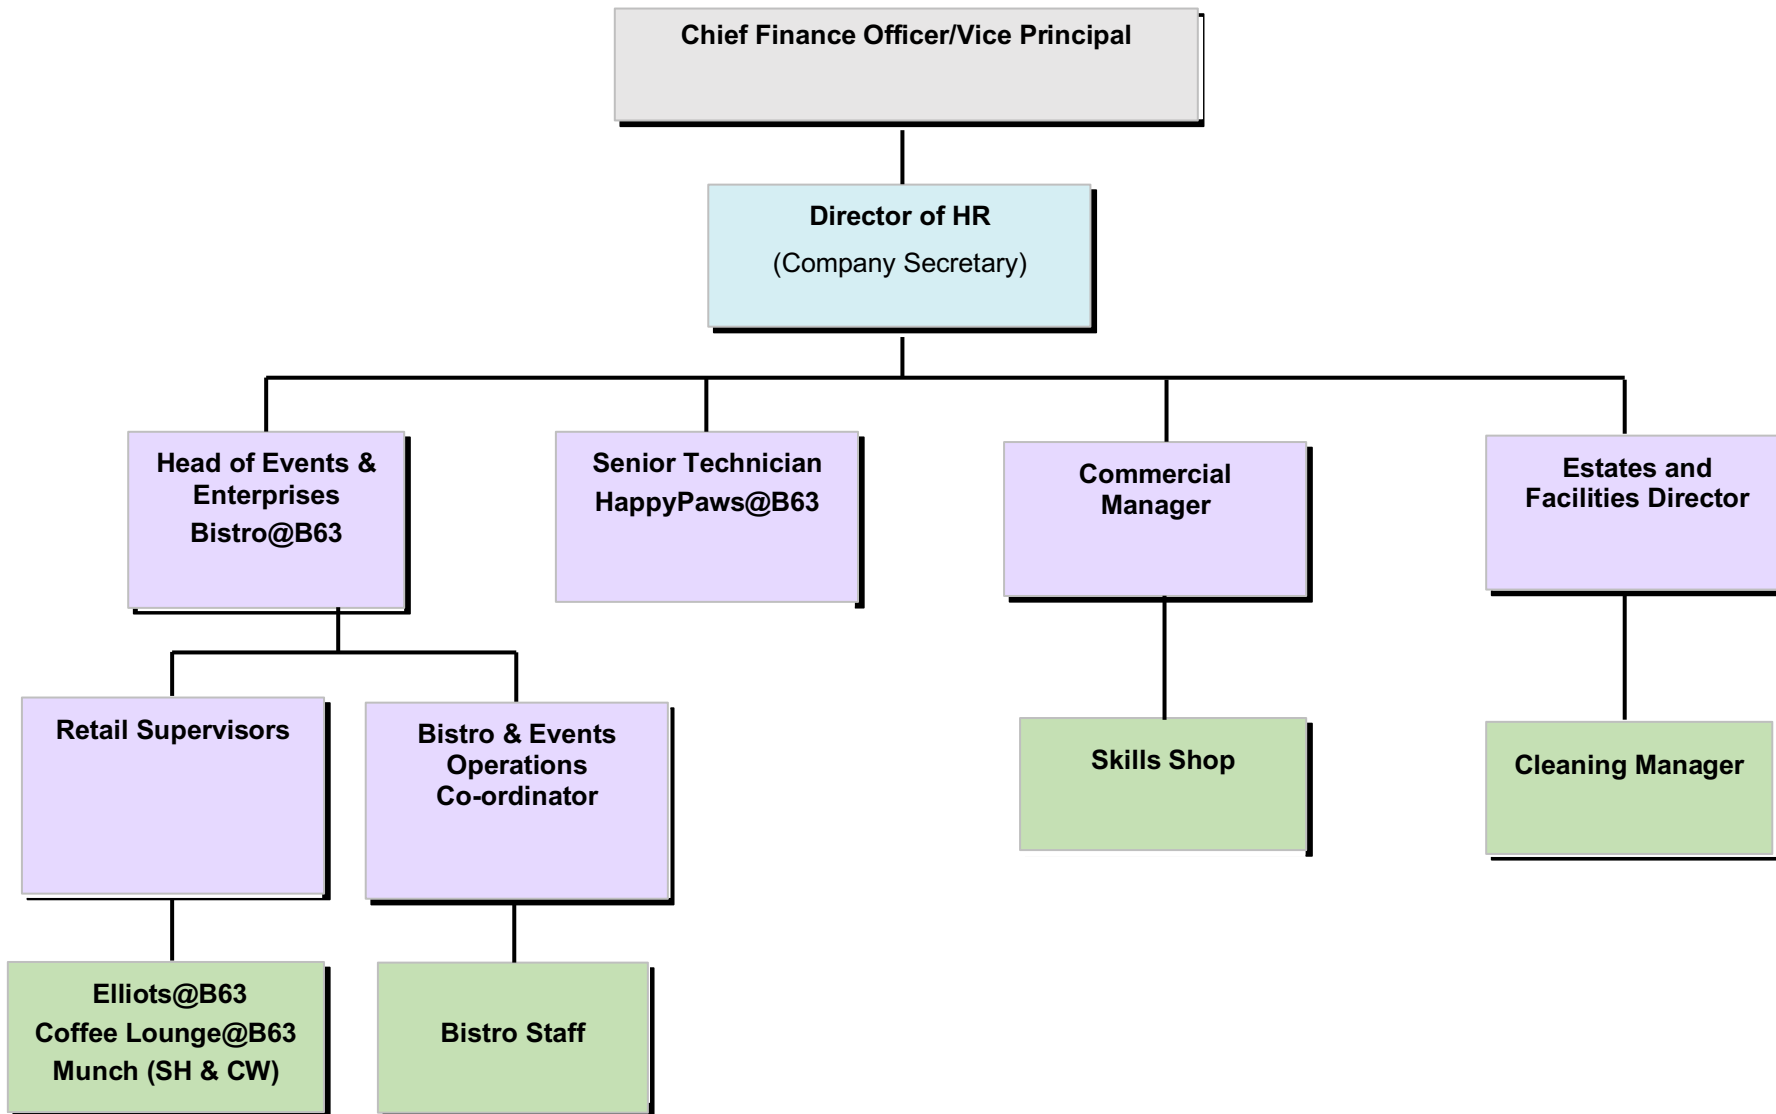 Chief Finance Officer/Vice Principal
Director of HR
(Company Secretary)
Head of Events &
Enterprises
Bistro@B63
Senior Technician
HappyPaws@B63
Commercial
Manager
Estates and
Facilities Director
Retail Supervisors
Bistro & Events
Operations
Co-ordinator
Skills Shop
Cleaning Manager
Elliots@B63
Coffee Lounge@B63
Munch (SH & CW)
Bistro Staff